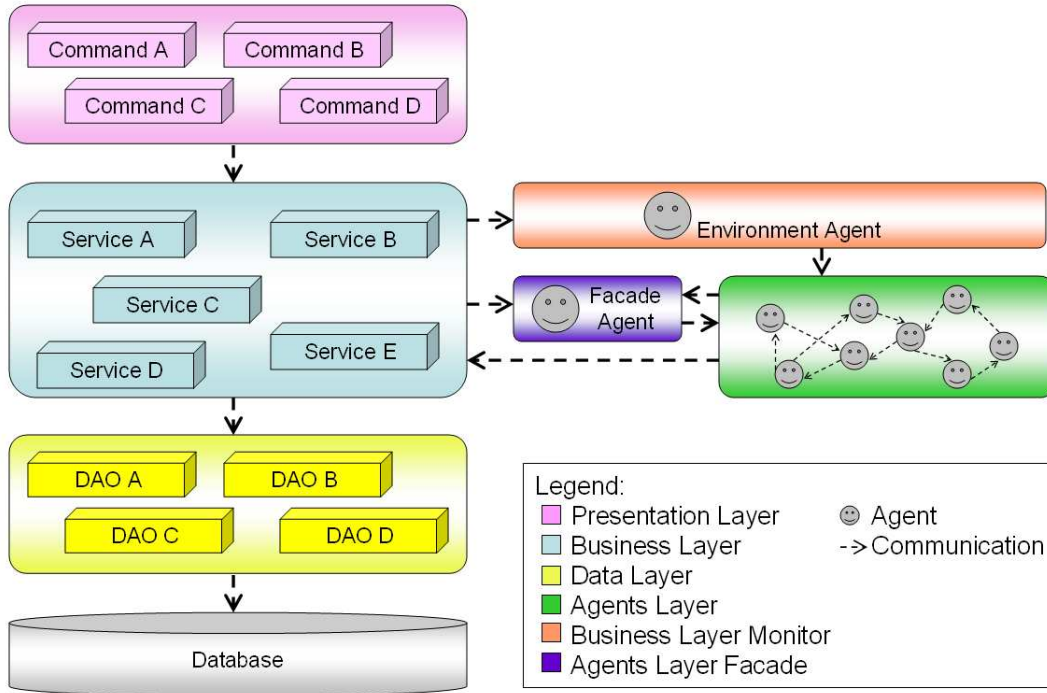 Command A
Command B
Command C
Command D
Service A
Service B
Service C
Service D
Service E
Environment Agent
Facade
Agent
DAO A
DAO B
DAO C
DAO D
Database
Legend:
Presentation Layer
Business Layer
Data Layer
Agents Layer
Business Layer Monitor
Agents Layer Facade
Agent
Communication